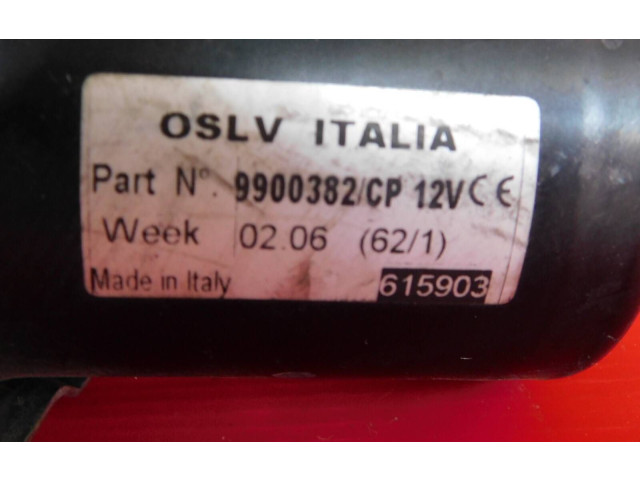 OSLV ITALIA
Part N°. 9900382/CP 12V CE
Week 02.06 (62/1)
Made in Italy 615903